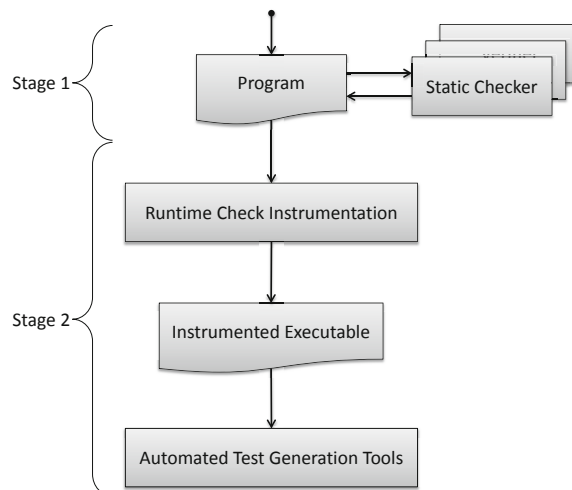 Stage 1
Program
Static Checker
Runtime Check Instrumentation
Stage 2
Instrumented Executable
Automated Test Generation Tools